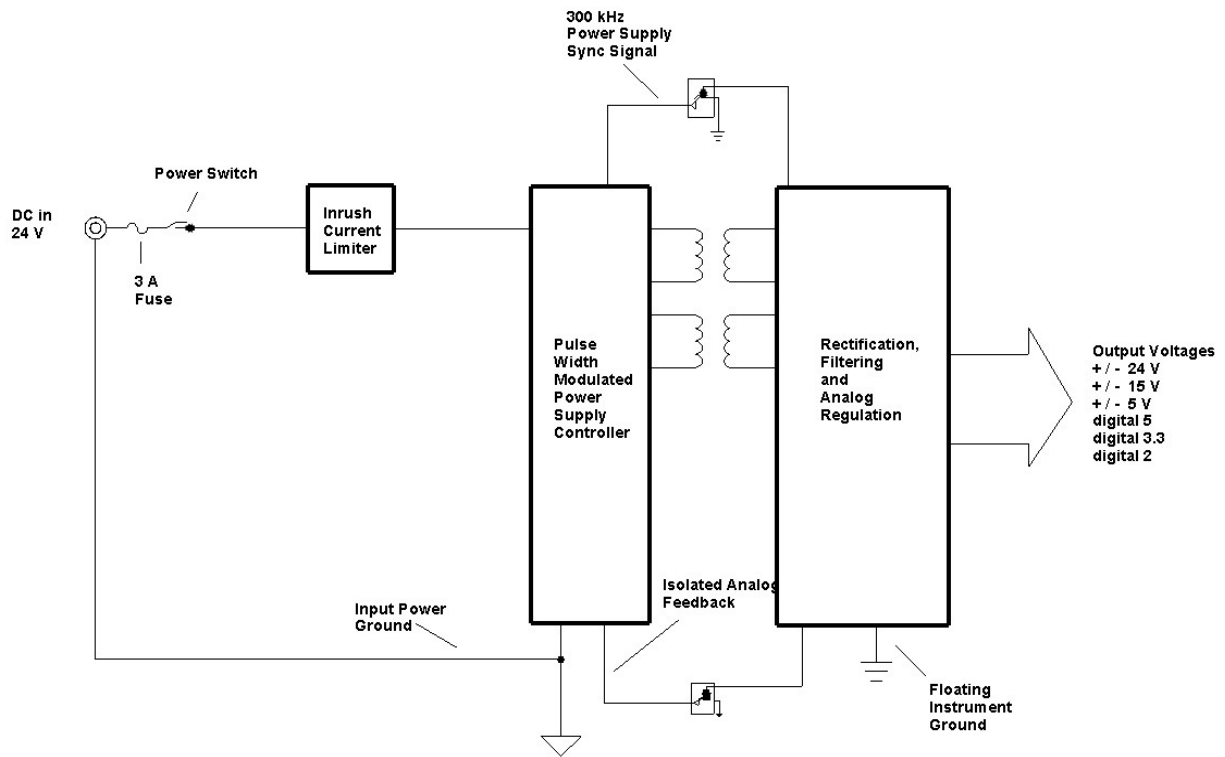 300 kHz
Power Supply
Sync Signal
Power Switch
DC in
24 V
Inrush
Current
Limiter
3 A
Fuse
Pulse
Width
Modulated
Power
Supply
Controller
Rectification,
Filtering
and
Analog
Regulation
Output Voltages
+ / - 24 V
+ / - 15 V
+ / - 5 V
digital 5
digital 3.3
digital 2
Isolated Analog
Feedback
Input Power
Ground
Floating
Instrument
Ground